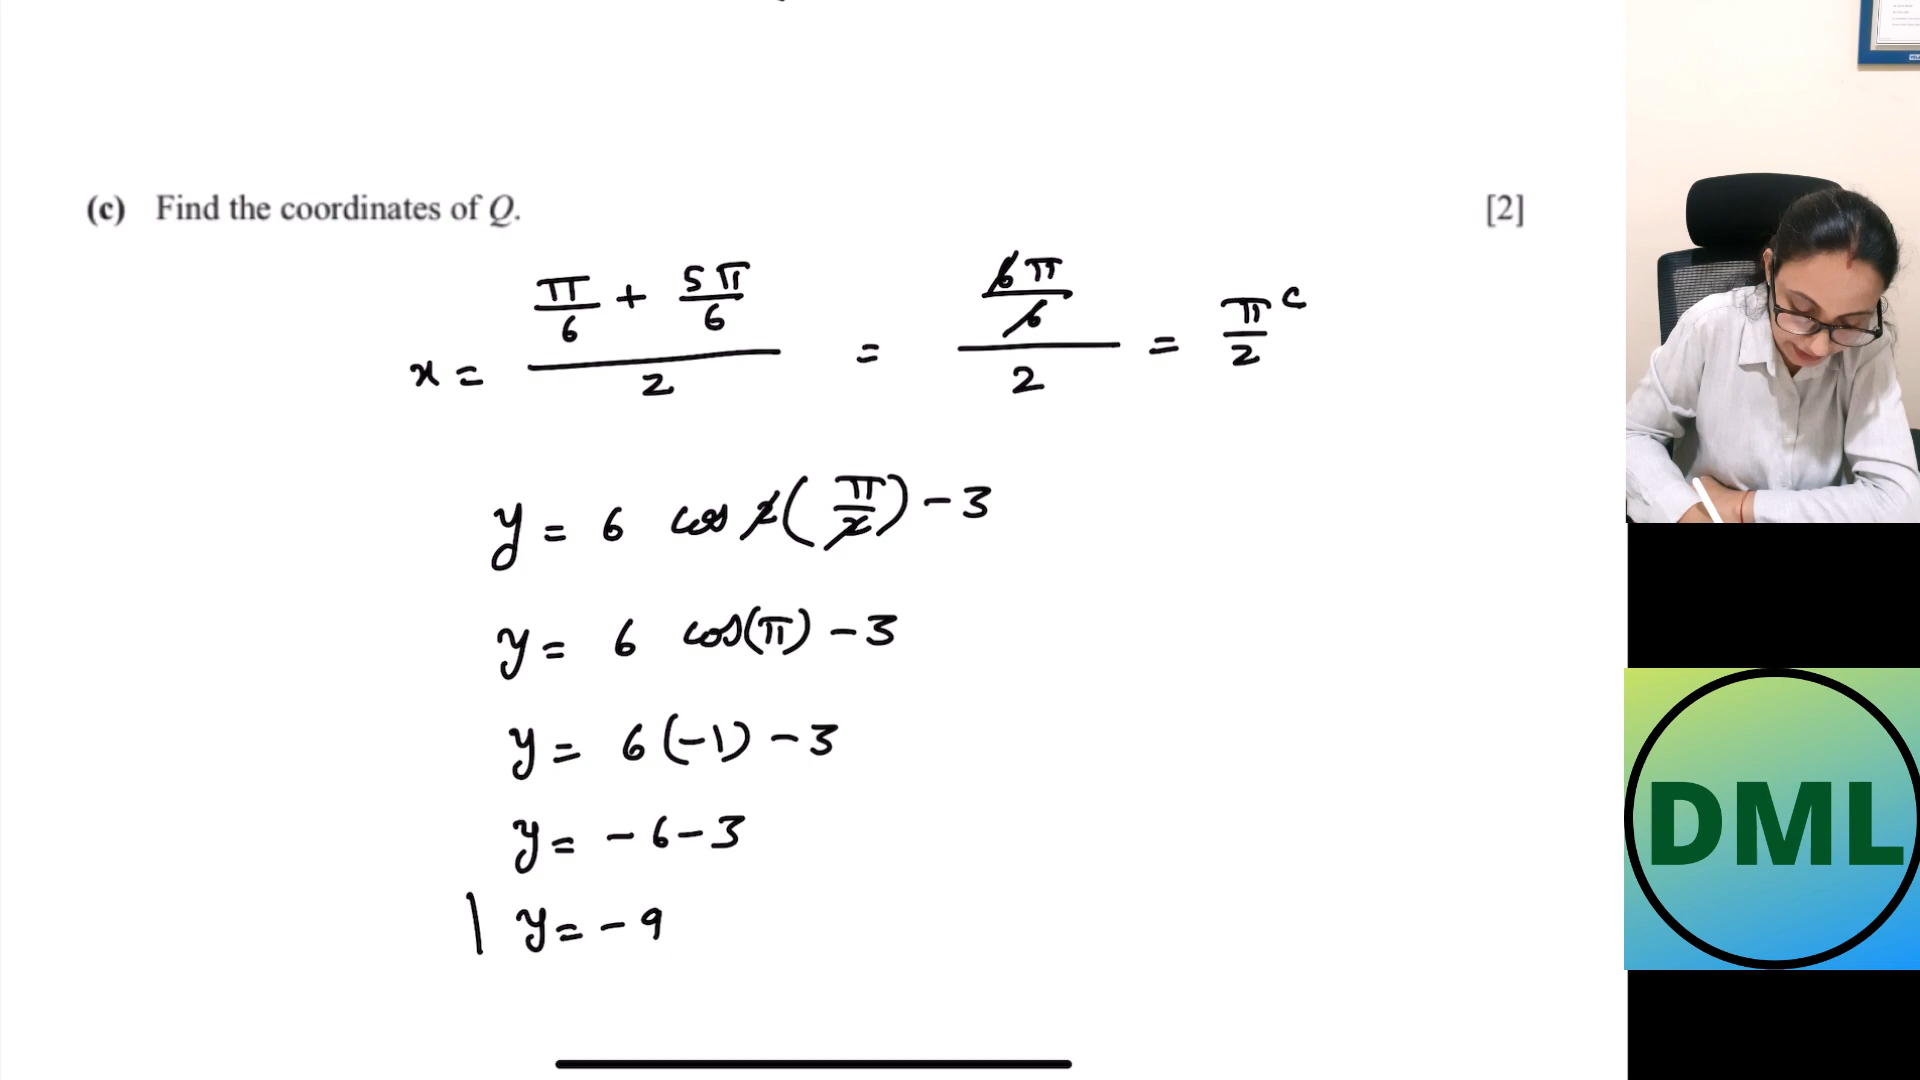 (c) Find the coordinates of Q. [2]
x = (π/6 + 5π/6)/2 = (6π/6)/2 = π/2 ᶜ
y = 6 cos 2(π/2) - 3
y = 6 cos(π) - 3
y = 6(-1) - 3
y = -6-3
| y = -9
DML